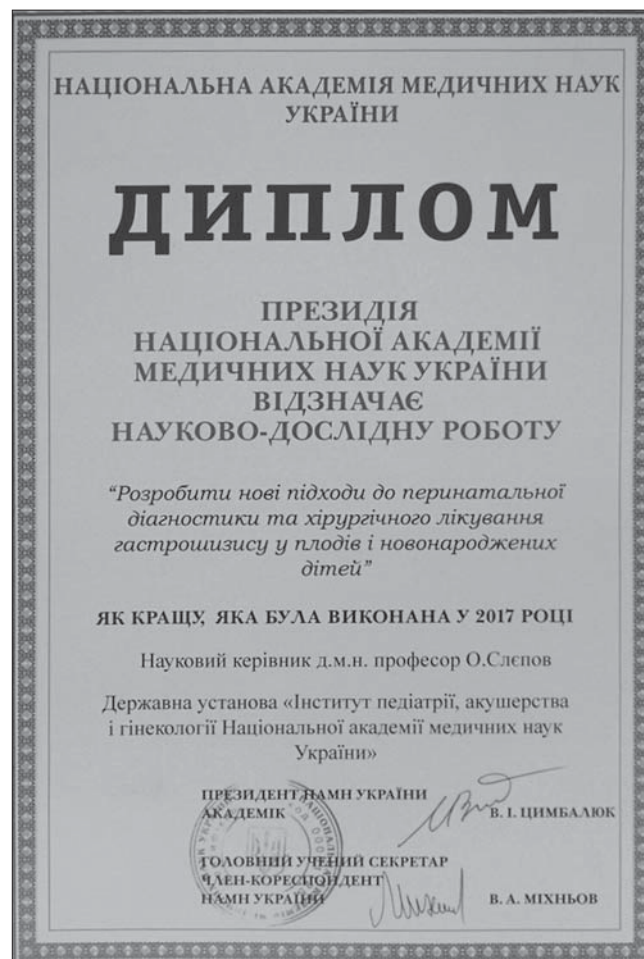 НАЦІОНАЛЬНА АКАДЕМІЯ МЕДИЧНИХ НАУК
УКРАЇНИ
ДИПЛОМ
ПРЕЗИДІЯ
НАЦІОНАЛЬНОЇ АКАДЕМІЇ
МЕДИЧНИХ НАУК УКРАЇНИ
ВІДЗНАЧАЄ
НАУКОВО-ДОСЛІДНУ РОБОТУ
“Розробити нові підходи до перинатальної
діагностики та хірургічного лікування
гастрошизису у плодів і новонароджених
дітей”
ЯК КРАЩУ, ЯКА БУЛА ВИКОНАНА У 2017 РОЦІ
Науковий керівник д.м.н. професор О.Слєпов
Державна установа «Інститут педіатрії, акушерства
і гінекології Національної академії медичних наук
України»
ПРЕЗИДЕНТ НАМН УКРАЇНИ
АКАДЕМІК В. І. ЦИМБАЛЮК
ГОЛОВНИЙ УЧЕНИЙ СЕКРЕТАР
ЧЛЕН-КОРЕСПОНДЕНТ
НАМН УКРАЇНИ В. А. МІХНЬОВ